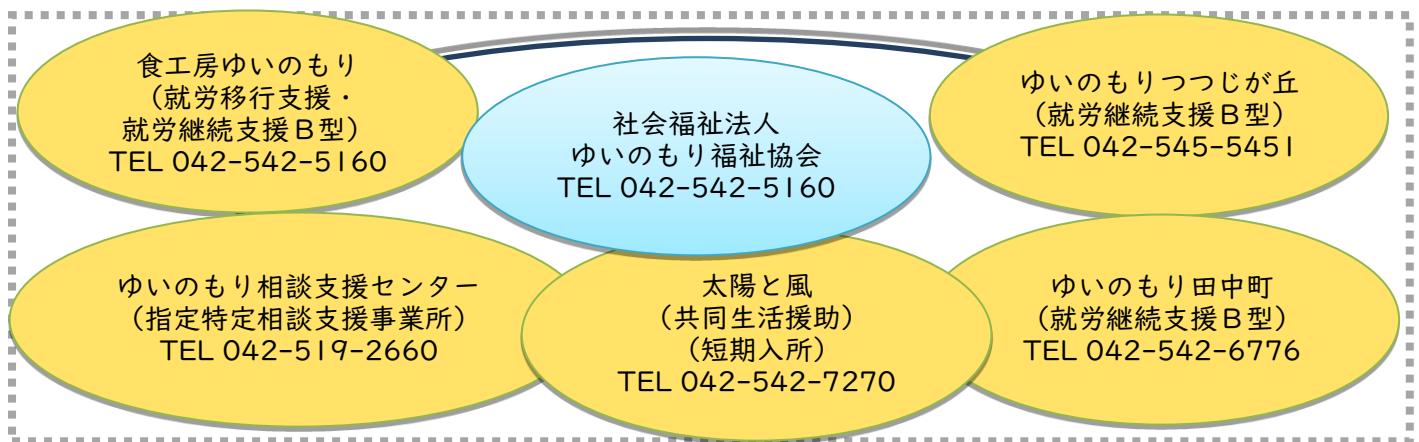 食工房ゆいのもり
（就労移行支援・
就労継続支援Ｂ型）
TEL 042-542-5160
社会福祉法人
ゆいのもり福祉協会
TEL 042-542-5160
ゆいのもりつつじが丘
（就労継続支援Ｂ型）
TEL 042-545-5451
ゆいのもり相談支援センター
（指定特定相談支援事業所）
TEL 042-519-2660
太陽と風
（共同生活援助）
（短期入所）
TEL 042-542-7270
ゆいのもり田中町
（就労継続支援Ｂ型）
TEL 042-542-6776